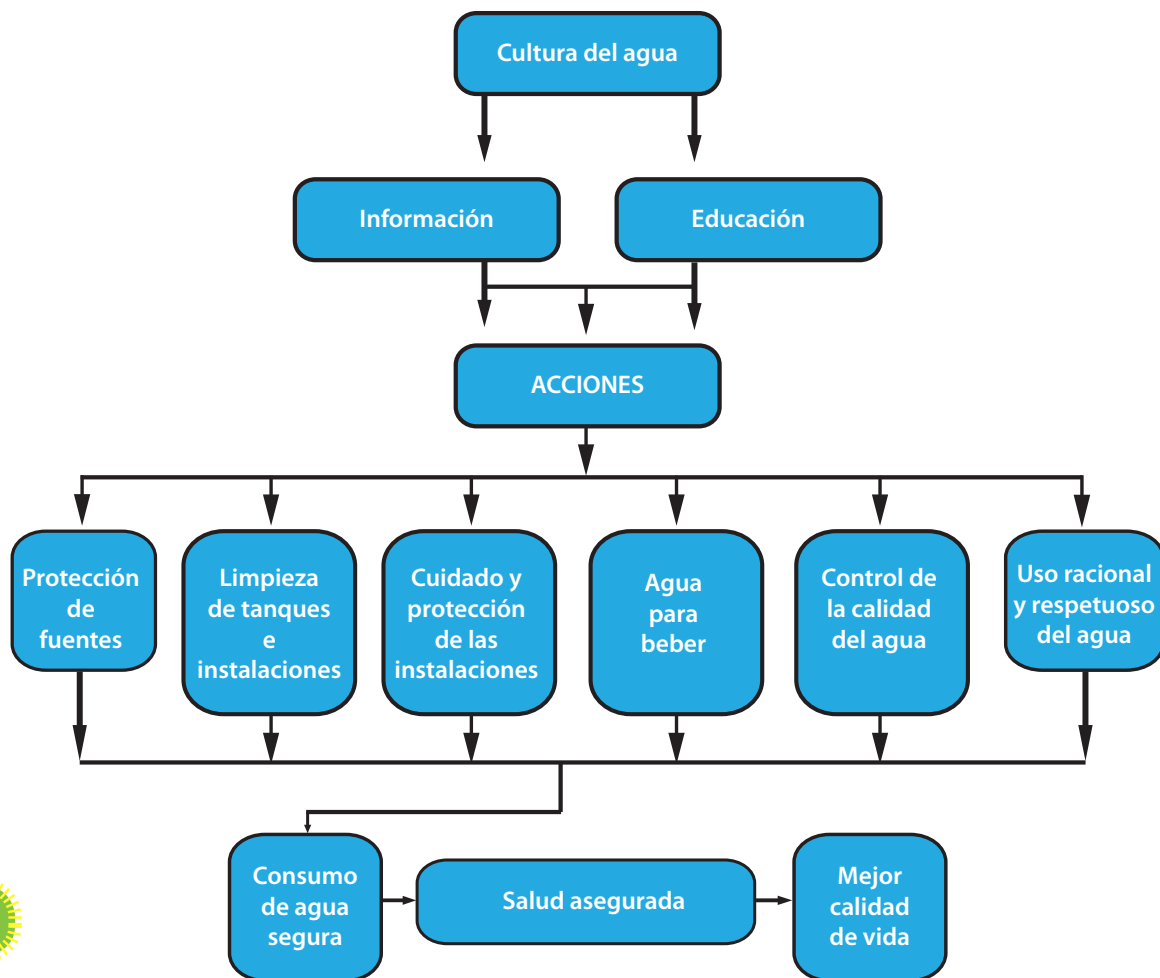 Cultura del agua
Información
Educación
ACCIONES
Protección
de
fuentes
Limpieza
de tanques
e
instalaciones
Cuidado y
protección
de las
instalaciones
Agua
para
beber
Control de
la calidad
del agua
Uso racional
y respetuoso
del agua
Consumo
de agua
segura
Salud asegurada
Mejor
calidad
de vida